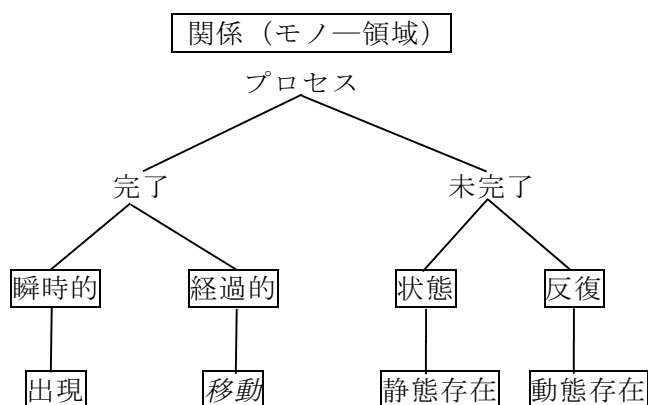 関係（モノ―領域）
プロセス
完了 未完了
瞬時的 経過的 状態 反復
出現 移動 静態存在 動態存在